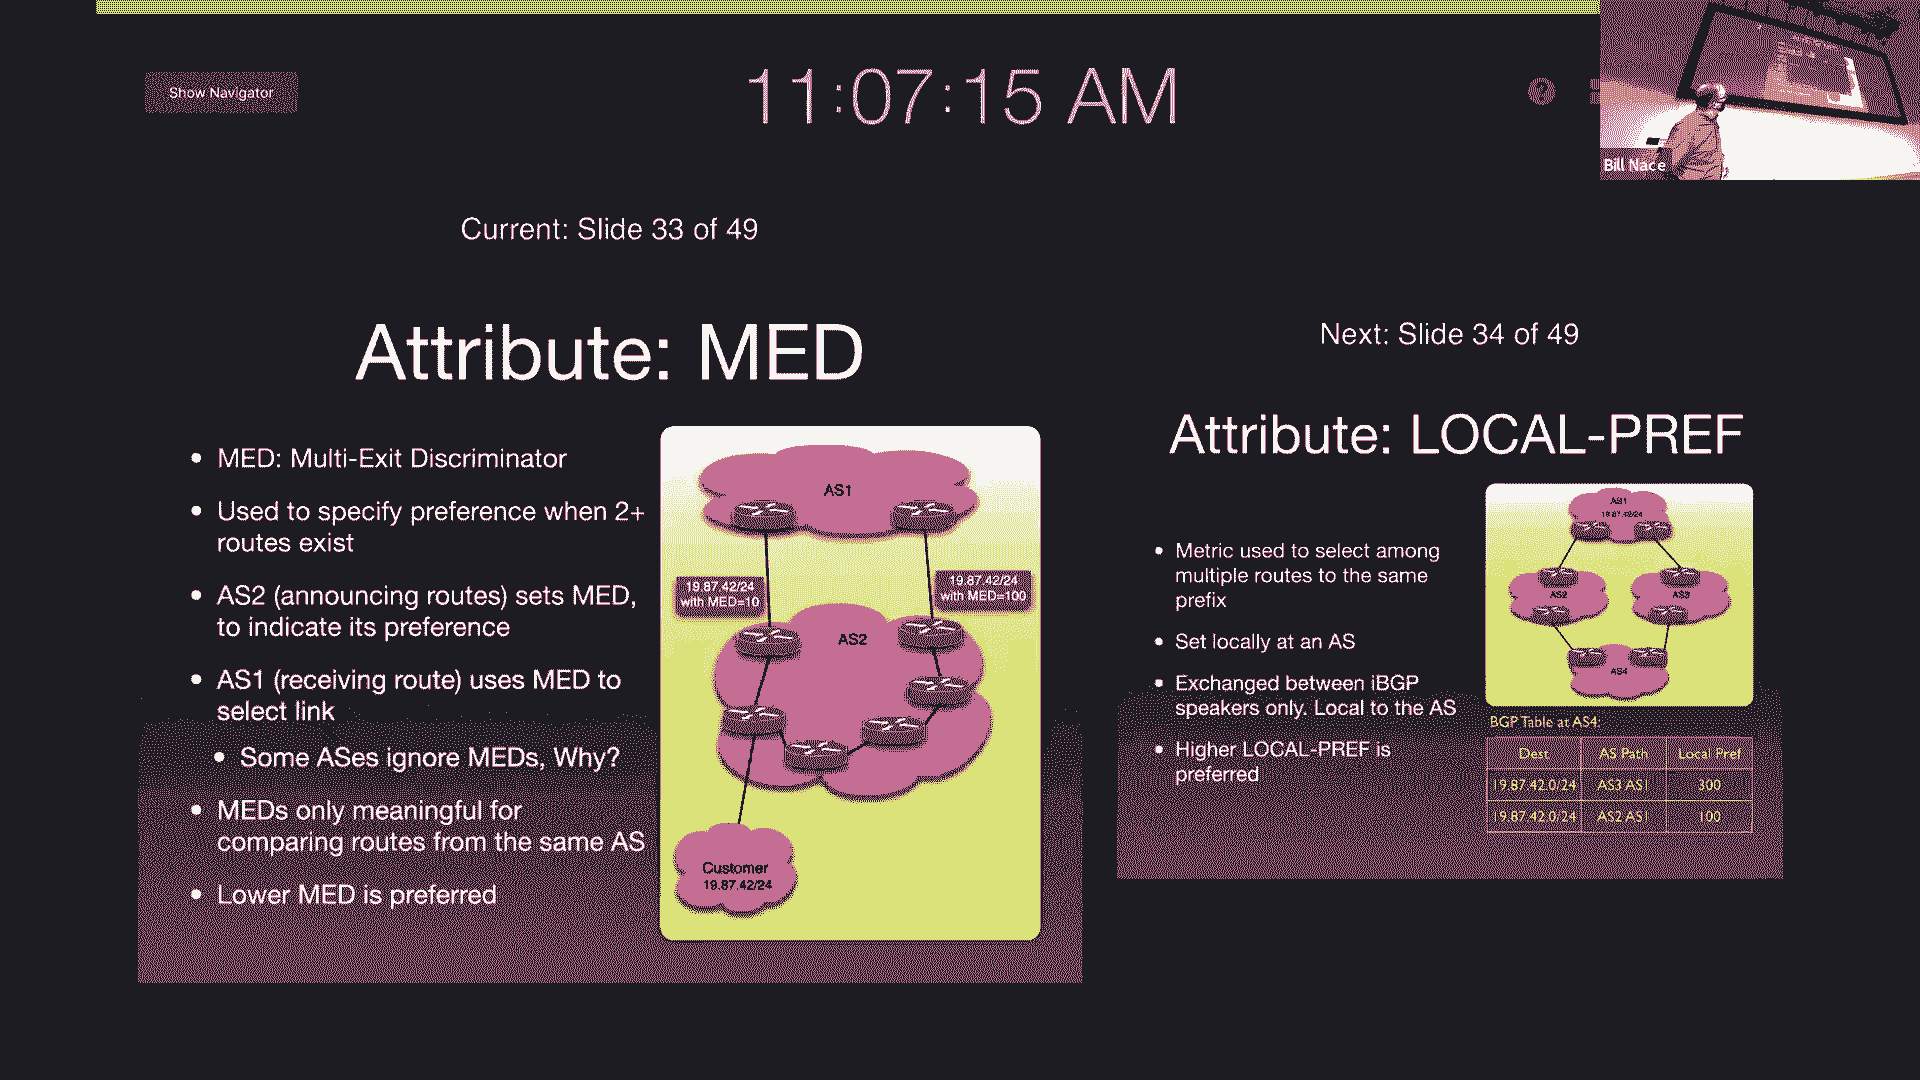 Show Navigator
11:07:15 AM
?
Bill Nace
Current: Slide 33 of 49
Attribute: MED
• MED: Multi-Exit Discriminator
• Used to specify preference when 2+
routes exist
• AS2 (announcing routes) sets MED,
to indicate its preference
• AS1 (receiving route) uses MED to
select link
• Some ASes ignore MEDs, Why?
• MEDs only meaningful for
comparing routes from the same AS
• Lower MED is preferred
AS1
19.87.42/24
with MED=10
19.87.42/24
with MED=100
AS2
Customer
19.87.42/24
Next: Slide 34 of 49
Attribute: LOCAL-PREF
• Metric used to select among
multiple routes to the same
prefix
• Set locally at an AS
• Exchanged between iBGP
speakers only. Local to the AS
• Higher LOCAL-PREF is
preferred
AS1
19.87.42/24
AS2
AS3
AS4
BGP Table at AS4:
Dest AS Path Local Pref
19.87.42.0/24 AS3 AS1 300
19.87.42.0/24 AS2 AS1 100